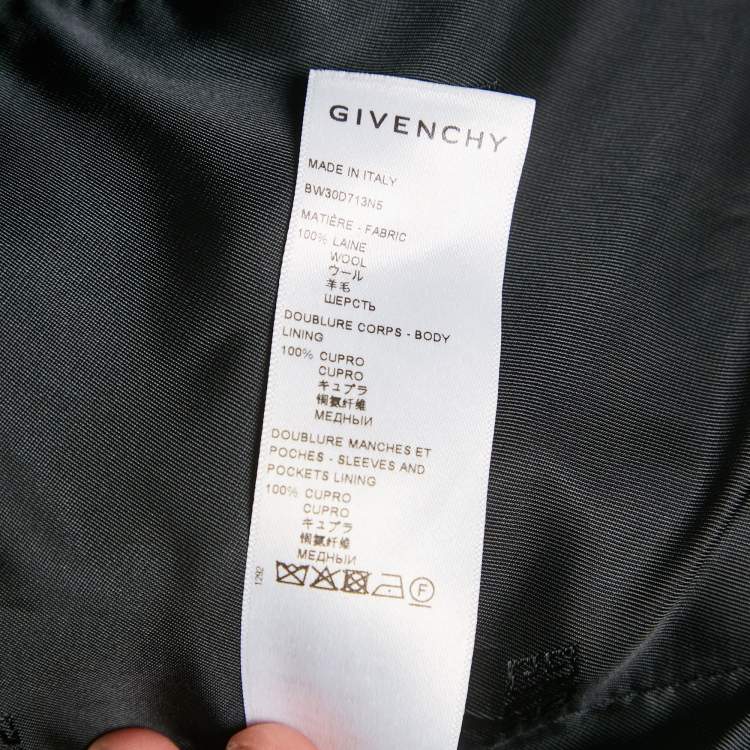 GIVENCHY
MADE IN ITALY
BW30D713N5
MATIÈRE - FABRIC
100% LAINE
WOOL
ウール
羊毛
ШЕРСТЬ
DOUBLURE CORPS - BODY
LINING
100% CUPRO
CUPRO
キュプラ
铜氨纤维
МЕДНЫЙ
DOUBLURE MANCHES ET
POCHES - SLEEVES AND
POCKETS LINING
100% CUPRO
CUPRO
キュプラ
铜氨纤维
МЕДНЫЙ
1292
F